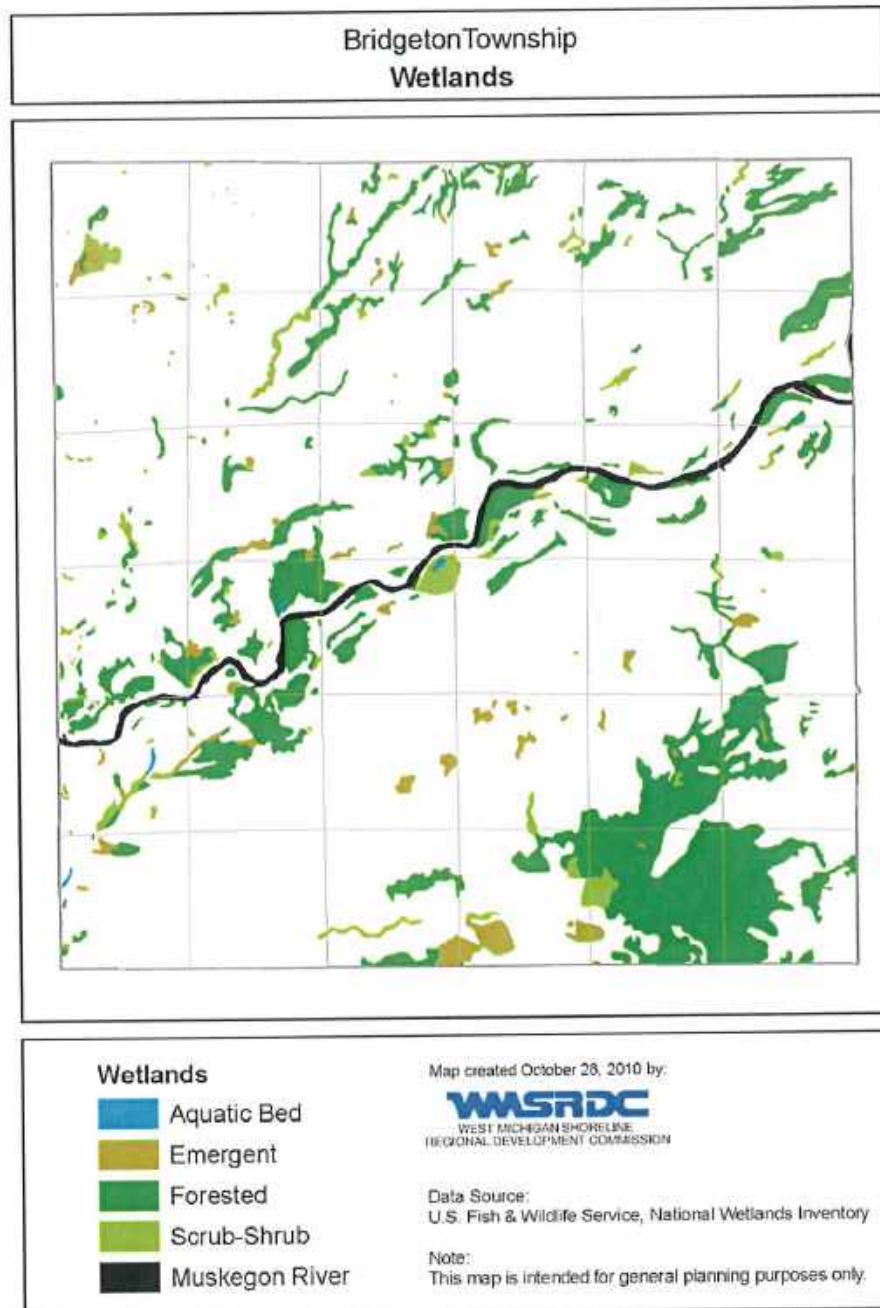 BridgetonTownship
Wetlands
Wetlands
Aquatic Bed
Emergent
Forested
Scrub-Shrub
Muskegon River
Map created October 28, 2010 by:
WMSRDC
WEST MICHIGAN SHORELINE
REGIONAL DEVELOPMENT COMMISSION
Data Source:
U.S. Fish & Wildlife Service, National Wetlands Inventory
Note:
This map is intended for general planning purposes only.